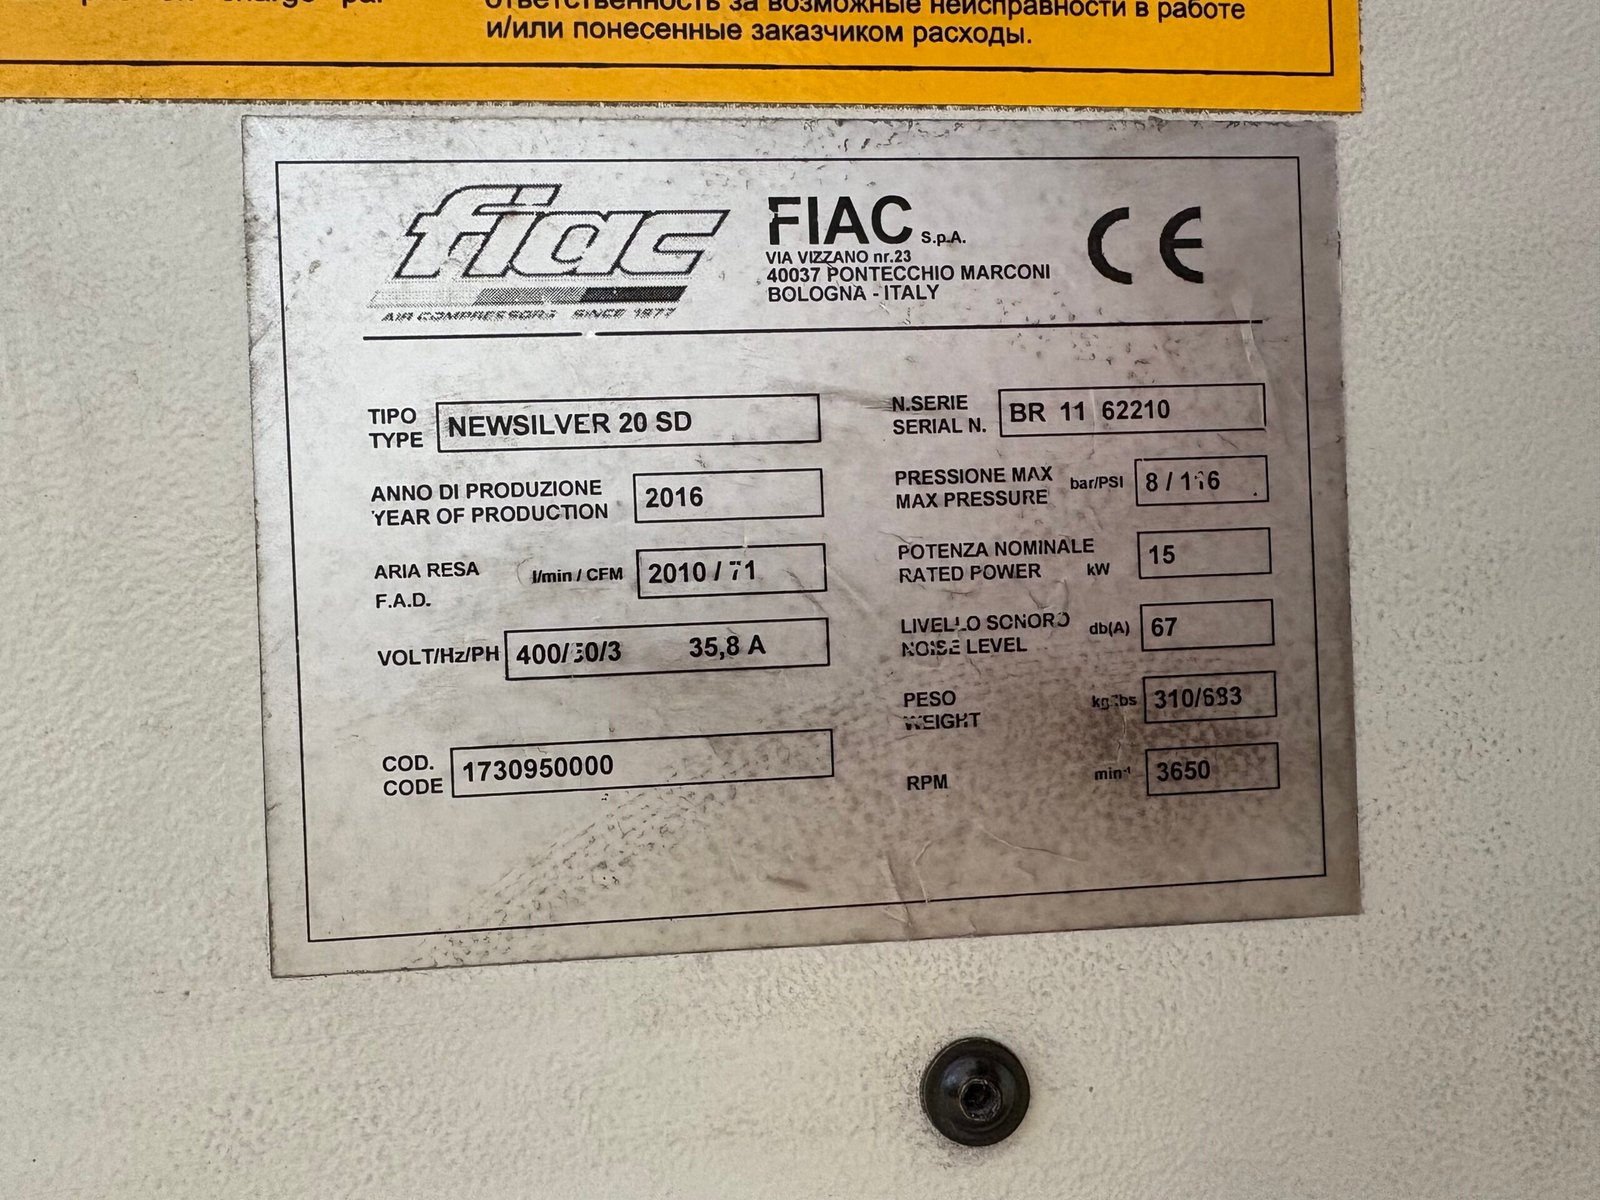 ответственность за возможные неисправности в работе
и/или понесенные заказчиком расходы.
fiac
AIR COMPRESSORS SINCE 1977
FIAC S.p.A.
VIA VIZZANO nr.23
40037 PONTECCHIO MARCONI
BOLOGNA - ITALY
CE
TIPO
TYPE
NEWSILVER 20 SD
N.SERIE
SERIAL N.
BR 11 62210
ANNO DI PRODUZIONE
YEAR OF PRODUCTION
2016
PRESSIONE MAX
MAX PRESSURE
bar/PSI
8 / 116
ARIA RESA
F.A.D.
l/min / CFM
2010 / 71
POTENZA NOMINALE
RATED POWER
kW
15
VOLT/Hz/PH
400/50/3 35,8 A
LIVELLO SONORO
NOISE LEVEL
db(A)
67
PESO
WEIGHT
kg/lbs
310/683
COD.
CODE
1730950000
RPM
min-1
3650